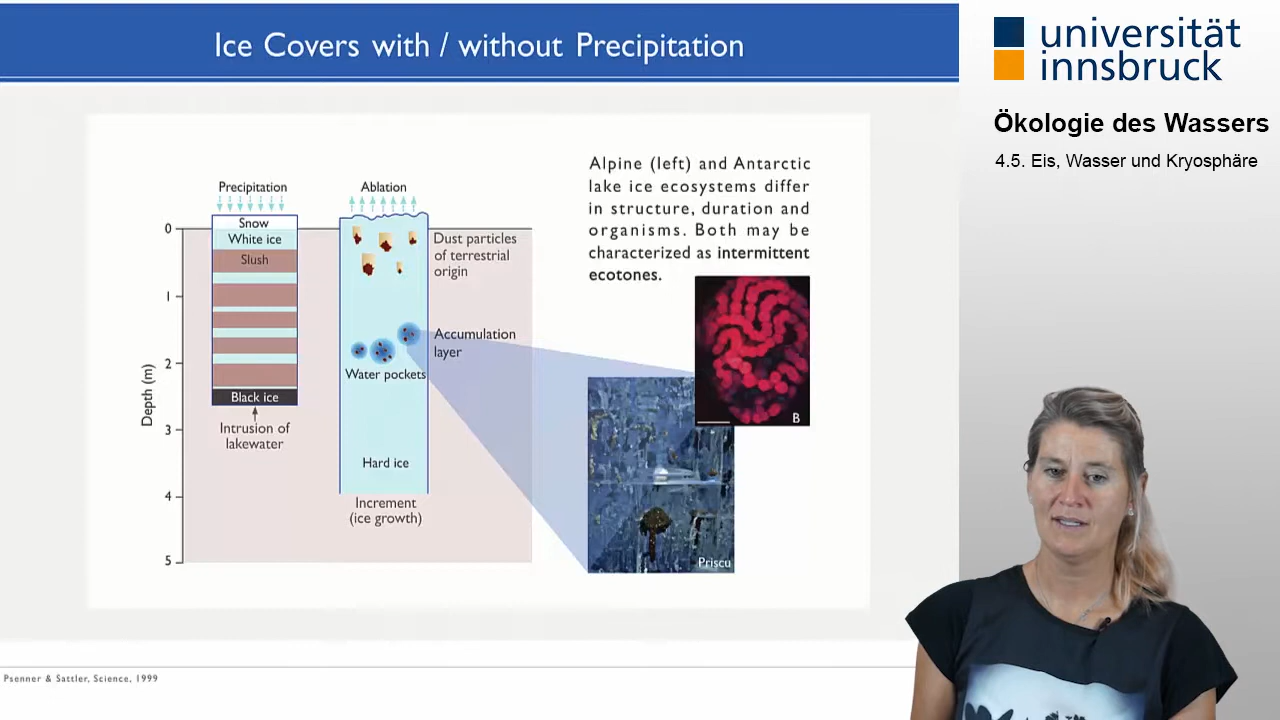 Ice Covers with / without Precipitation
universität
innsbruck
Ökologie des Wassers
4.5. Eis, Wasser und Kryosphäre
Alpine (left) and Antarctic
lake ice ecosystems differ
in structure, duration and
organisms. Both may be
characterized as intermittent
ecotones.
Precipitation
Ablation
Snow
White ice
Slush
Black ice
Intrusion of
lakewater
Dust particles
of terrestrial
origin
Accumulation
layer
Water pockets
Hard ice
Increment
(ice growth)
Depth (m)
0
1
2
3
4
5
B
Priscu
Psenner & Sattler, Science, 1999